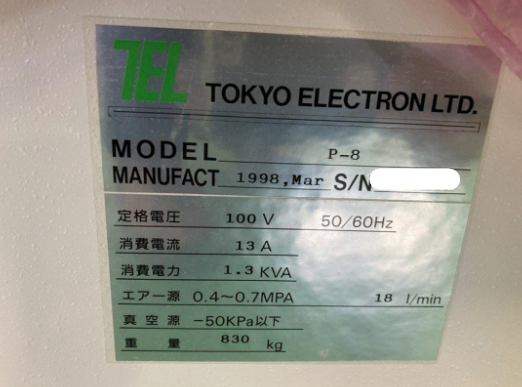 TEL TOKYO ELECTRON LTD.
MODEL P-8
MANUFACT 1998,Mar S/N
定格電圧 100 V 50/60Hz
消費電流 13 A
消費電力 1.3 KVA
エアー源 0.4~0.7MPA 18 l/min
真空源 -50KPa以下
重量 830 kg